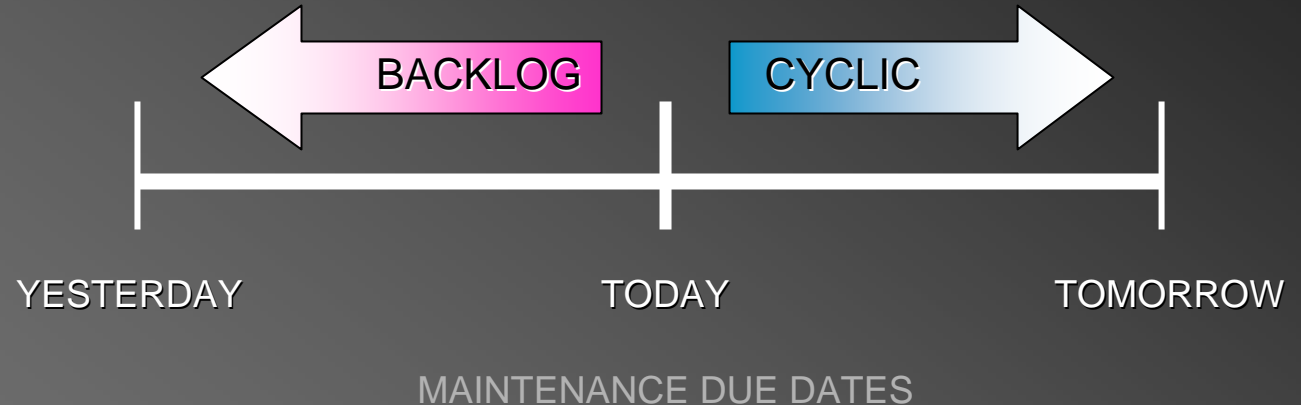 BACKLOG CYCLIC
YESTERDAY TODAY TOMORROW
MAINTENANCE DUE DATES